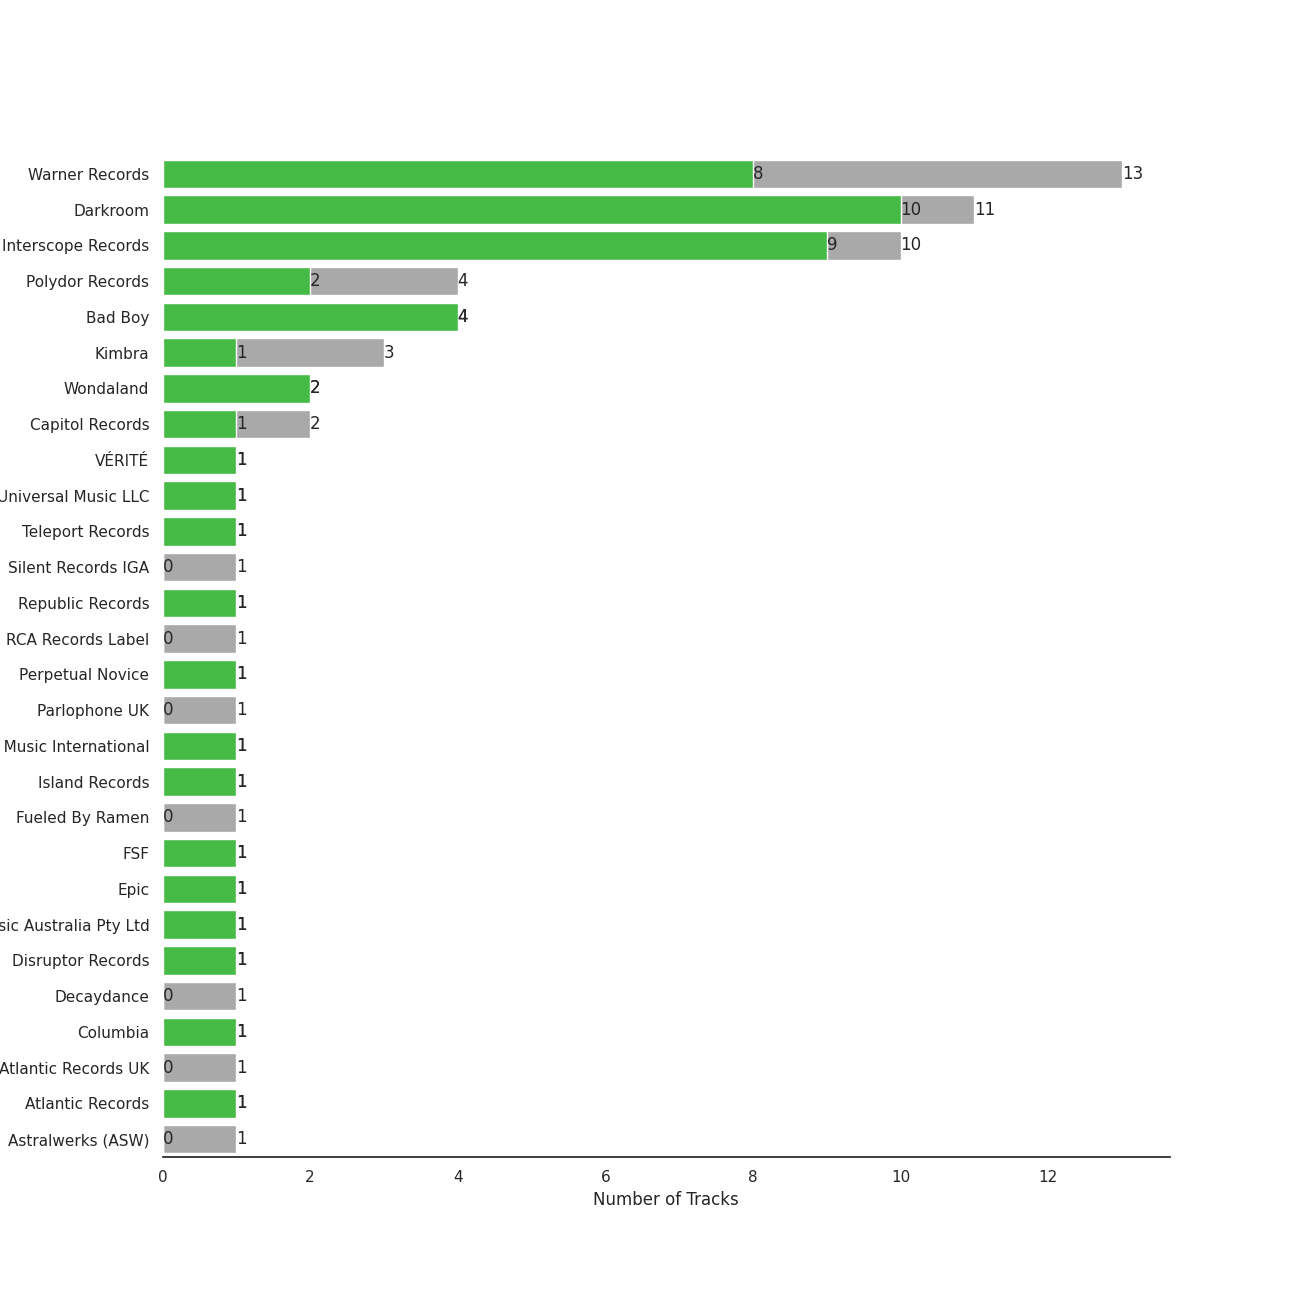 Warner Records 8 13
Darkroom 10 11
Interscope Records 9 10
Polydor Records 2 4
Bad Boy 4
Kimbra 1 3
Wondaland 2
Capitol Records 1 2
VÉRITÉ 1
Universal Music LLC 1
Teleport Records 1
Silent Records IGA 0 1
Republic Records 1
RCA Records Label 0 1
Perpetual Novice 1
Parlophone UK 0 1
Music International 1
Island Records 1
Fueled By Ramen 0 1
FSF 1
Epic 1
Australia Pty Ltd 1
Disruptor Records 1
Decaydance 0 1
Columbia 1
Atlantic Records UK 0 1
Atlantic Records 1
Astralwerks (ASW) 0 1
0 2 4 6 8 10 12
Number of Tracks